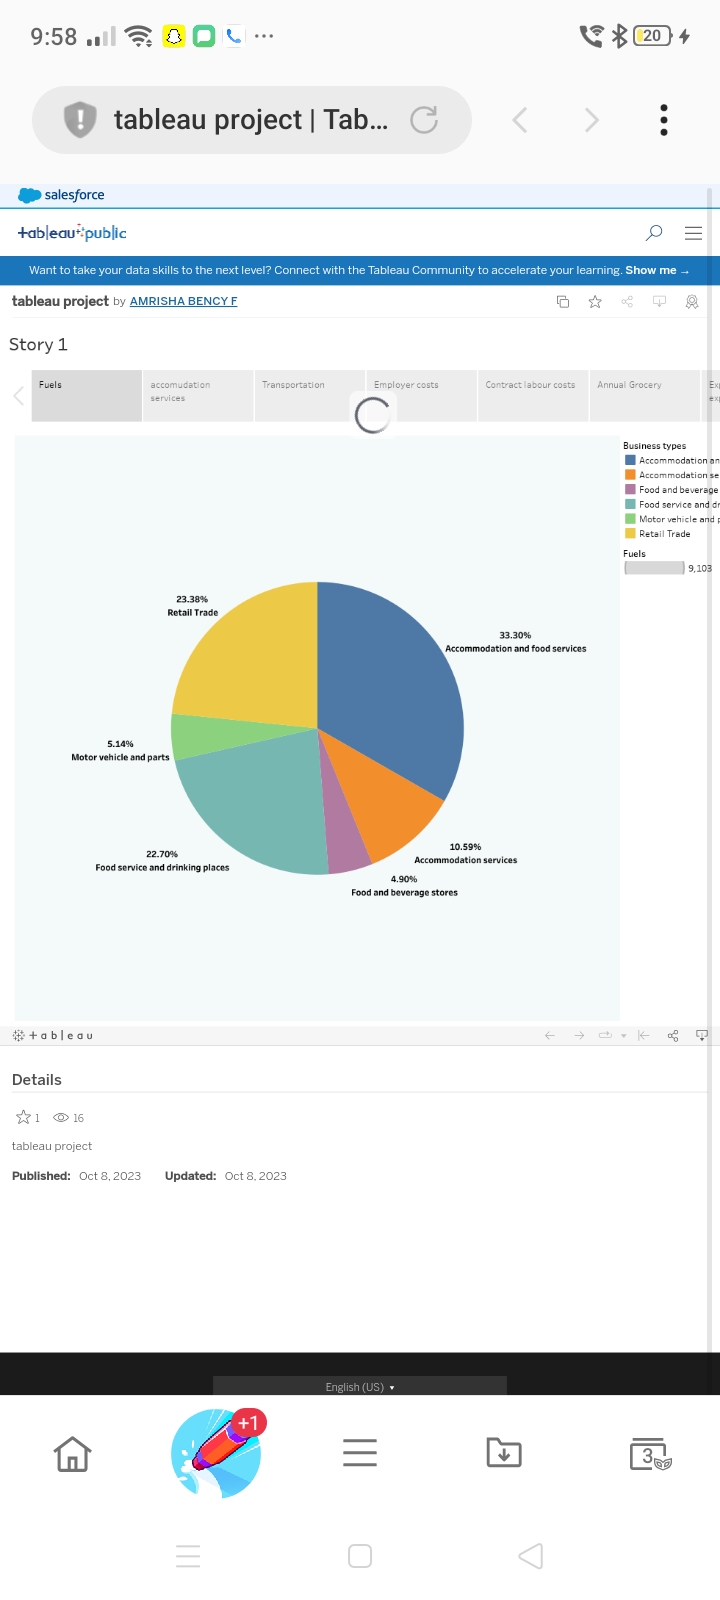 9:58
20
tableau project | Tab...
salesforce
+ableau public
Want to take your data skills to the next level? Connect with the Tableau Community to accelerate your learning. Show me →
tableau project by AMRISHA BENCY F
Story 1
Fuels
accomudation
services
Transportation
Employer costs
Contract labour costs
Annual Grocery
Ex
ex
Business types
Accommodation an
Accommodation se
Food and beverage
Food service and dr
Motor vehicle and p
Retail Trade
Fuels
9,103
23.38%
Retail Trade
33.30%
Accommodation and food services
5.14%
Motor vehicle and parts
22.70%
Food service and drinking places
10.59%
Accommodation services
4.90%
Food and beverage stores
+ableau
Details
1 16
tableau project
Published: Oct 8, 2023 Updated: Oct 8, 2023
English (US)
+1
3